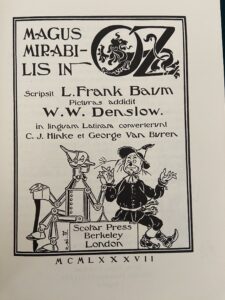 MAGUS
MIRABI-
LIS IN OZ
Scripsit L. Frank Baum
Picturas addidit
W. W. Denslow.
in linguam Latinam converterunt
C. J. Hinke et George Van Buren
Scolar Press
Berkeley
London
MCMLXXXVII